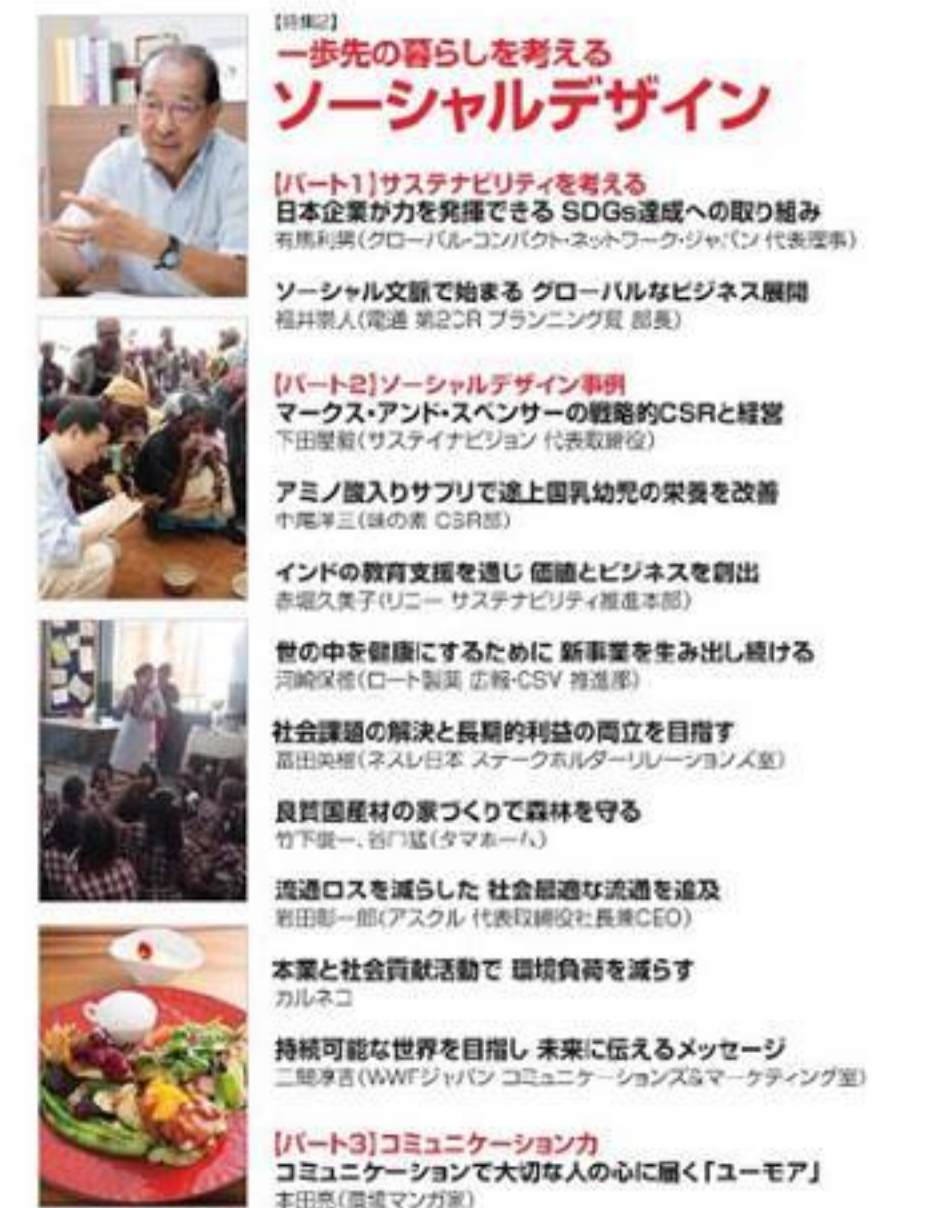 【特集2】
一歩先の暮らしを考える
ソーシャルデザイン
【パート1】サステナビリティを考える
日本企業が力を発揮できる SDGs達成への取り組み
有馬利男(グローバル・コンパクト・ネットワーク・ジャパン 代表理事)
ソーシャル文脈で始まる グローバルなビジネス展開
福井崇人(電通 第2CR プランニング局 部長)
【パート2】ソーシャルデザイン事例
マークス・アンド・スペンサーの戦略的CSRと経営
下田屋毅(サステイナビジョン 代表取締役)
アミノ酸入りサプリで途上国乳幼児の栄養を改善
中尾洋三(味の素 CSR部)
インドの教育支援を通じ 価値とビジネスを創出
赤堀久美子(リコー サステナビリティ推進本部)
世の中を健康にするために 新事業を生み出し続ける
河崎保徳(ロート製薬 広報・CSV 推進部)
社会課題の解決と長期的利益の両立を目指す
冨田英樹(ネスレ日本 ステークホルダーリレーションズ室)
良質国産材の家づくりで森林を守る
竹下俊一、谷口猛(タマホーム)
流通ロスを減らした 社会最適な流通を追及
岩田彰一郎(アスクル 代表取締役社長兼CEO)
本業と社会貢献活動で 環境負荷を減らす
カルネコ
持続可能な世界を目指し 未来に伝えるメッセージ
三間淳吉(WWFジャパン コミュニケーションズ&マーケティング室)
【パート3】コミュニケーション力
コミュニケーションで大切な人の心に届く「ユーモア」
本田亮(環境マンガ家)